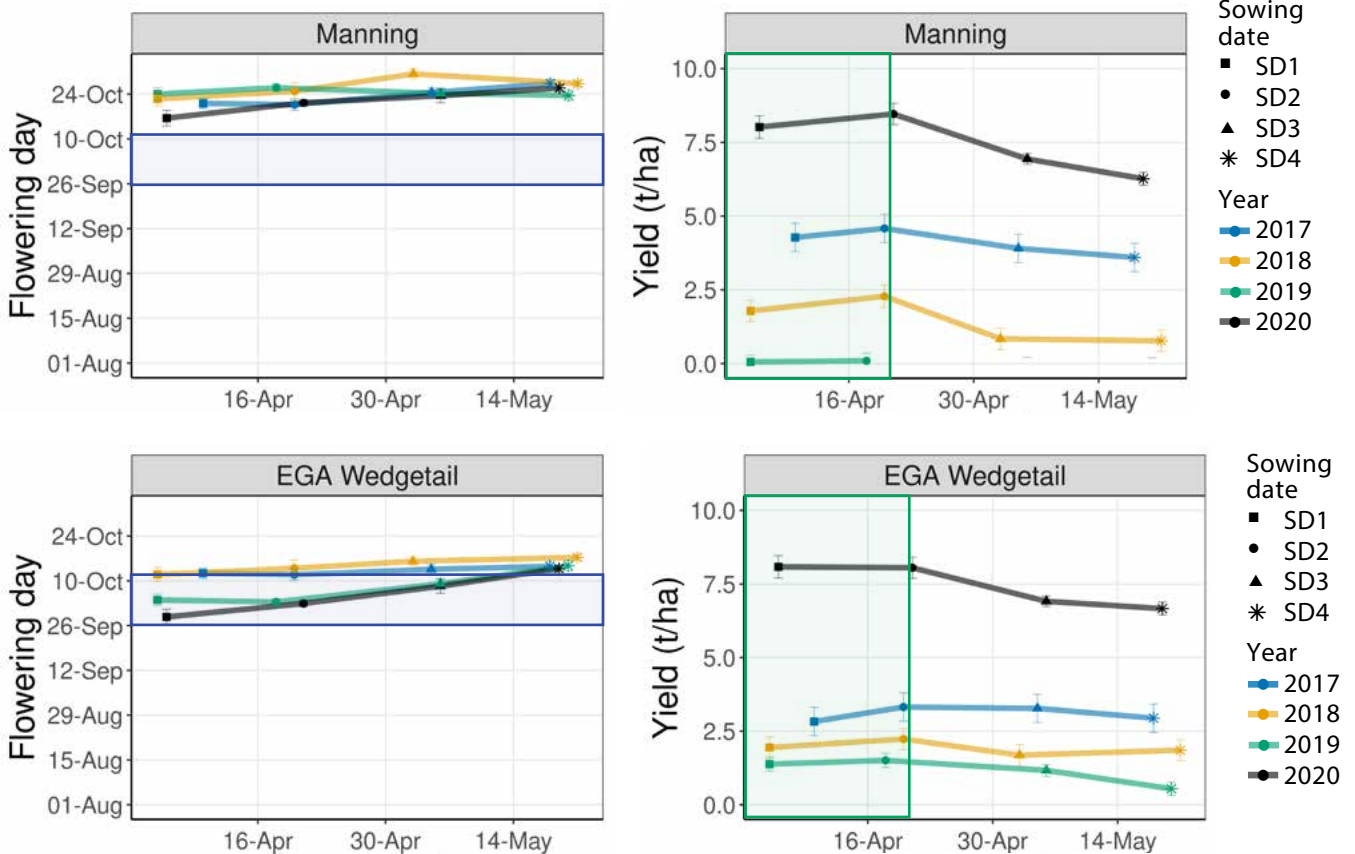 Manning
24-Oct
10-Oct
26-Sep
12-Sep
29-Aug
15-Aug
01-Aug
Flowering day
16-Apr 30-Apr 14-May
Manning
10.0
7.5
5.0
2.5
0.0
Yield (t/ha)
16-Apr 30-Apr 14-May
Sowing
date
SD1
SD2
SD3
SD4
Year
2017
2018
2019
2020
EGA Wedgetail
24-Oct
10-Oct
26-Sep
12-Sep
29-Aug
15-Aug
01-Aug
Flowering day
16-Apr 30-Apr 14-May
EGA Wedgetail
10.0
7.5
5.0
2.5
0.0
Yield (t/ha)
16-Apr 30-Apr 14-May
Sowing
date
SD1
SD2
SD3
SD4
Year
2017
2018
2019
2020